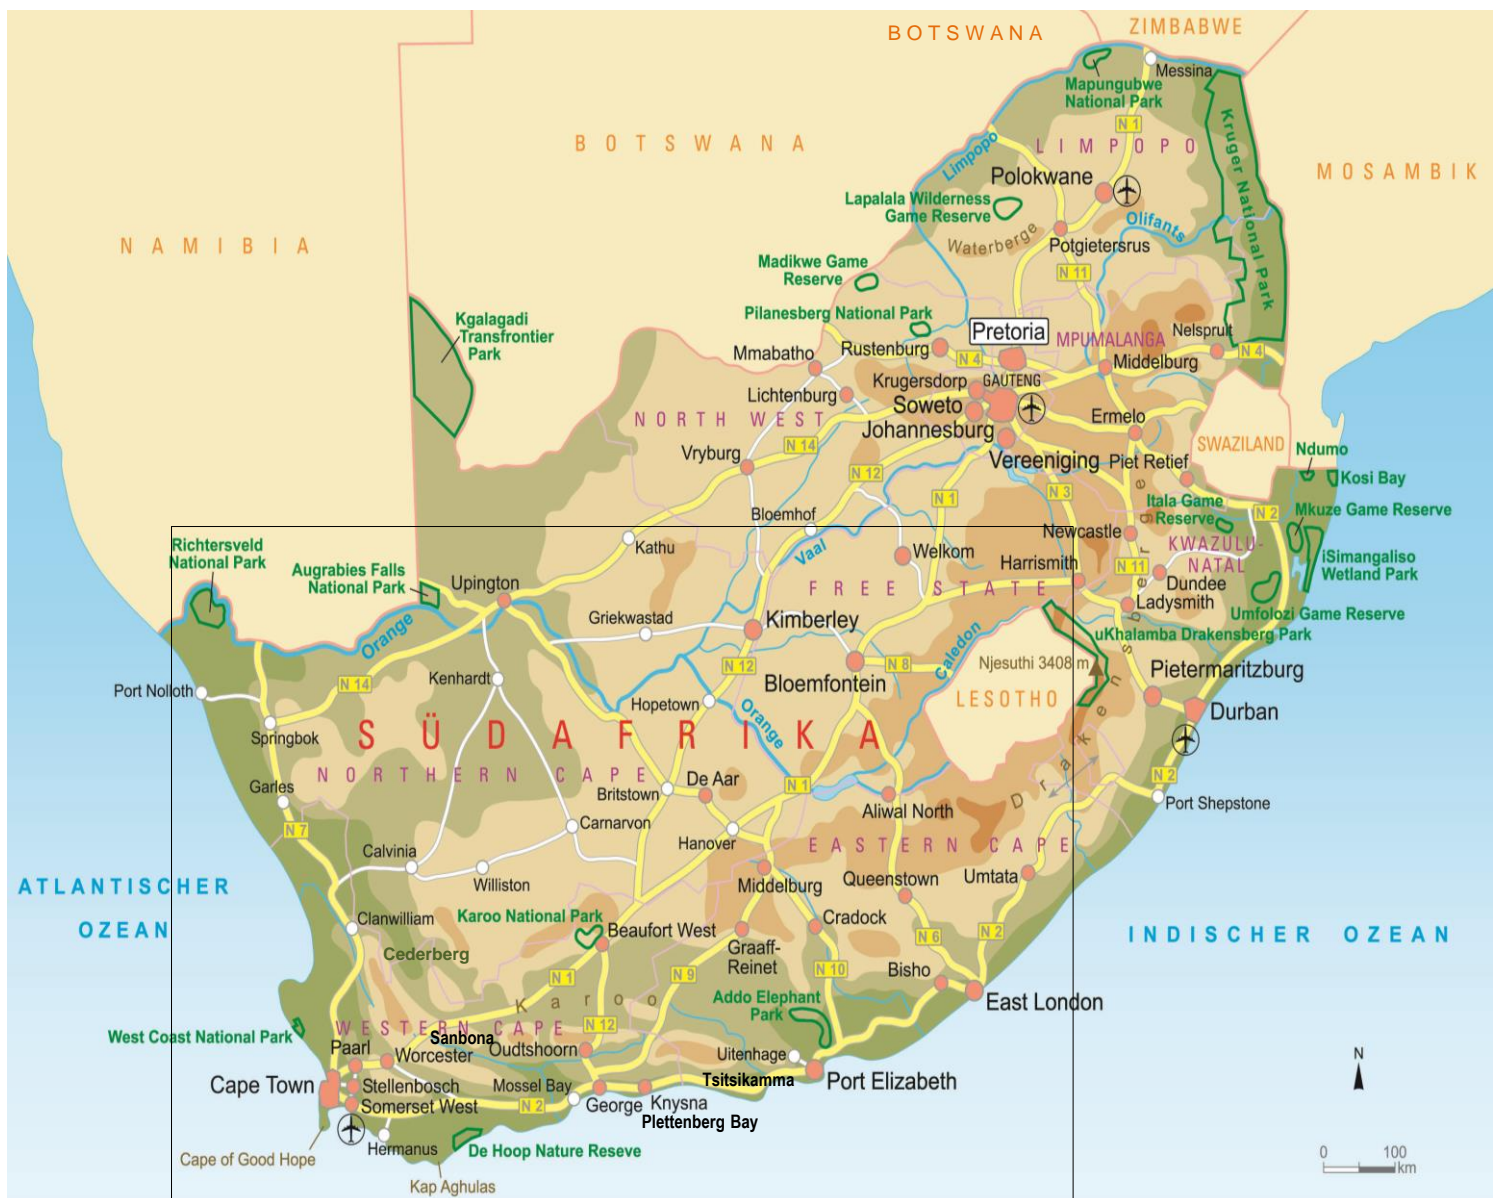 BOTSWANA
ZIMBABWE
Messina
Mapungubwe
National Park
N 1
BOTSWANA
LIMPOPO
Kruger National Park
MOSAMBIK
Limpopo
Polokwane
Lapalala Wilderness
Game Reserve
Olifants
NAMIBIA
Waterberge
Potgietersrus
Madikwe Game
Reserve
N 11
Kgalagadi
Transfrontier
Park
Pilanesberg National Park
Pretoria
Nelspruit
MPUMALANGA
Mmabatho
Rustenburg
N 4
Middelburg
N 4
Krugersdorp
GAUTENG
Lichtenburg
Soweto
NORTH WEST
Johannesburg
Ermelo
N 14
SWAZILAND
Vryburg
Vereeniging
Piet Retief
Ndumo
Kosi Bay
N 12
N 1
N 3
Itala Game
Reserve
N 2
Mkuze Game Reserve
Bloemhof
Newcastle
KWAZULU-
NATAL
Richtersveld
National Park
Kathu
Vaal
Welkom
Harrismith
iSimangaliso
Wetland Park
Augrabies Falls
National Park
Upington
FREE STATE
N 11
Dundee
Ladysmith
Umfolozi Game Reserve
Griekwastad
Kimberley
Orange
Caledon
uKhalamba Drakensberg Park
Njesuthi 3408 m
N 12
N 8
Pietermaritzburg
Port Nolloth
N 14
Kenhardt
Bloemfontein
Hopetown
LESOTHO
Durban
Orange
Springbok
SÜDAFRIKA
Drakensberge
NORTHERN CAPE
Garles
De Aar
Britstown
N 1
N 2
Port Shepstone
Aliwal North
N 7
Carnarvon
Hanover
Calvinia
EASTERN CAPE
Williston
Middelburg
Queenstown
Umtata
ATLANTISCHER
OZEAN
Clanwilliam
Karoo National Park
Beaufort West
Cradock
INDISCHER OZEAN
Cederberg
Graaff-
Reinet
N 6
N 2
N 1
N 9
N 10
Bisho
Karoo
Addo Elephant
Park
East London
West Coast National Park
WESTERN CAPE
Sanbona
N 12
Paarl
Worcester
Oudtshoorn
Uitenhage
Cape Town
Stellenbosch
Mossel Bay
Tsitsikamma
Port Elizabeth
Somerset West
N 2
George
Knysna
Plettenberg Bay
Hermanus
De Hoop Nature Reseve
Cape of Good Hope
Kap Aghulas
N
0
100
km